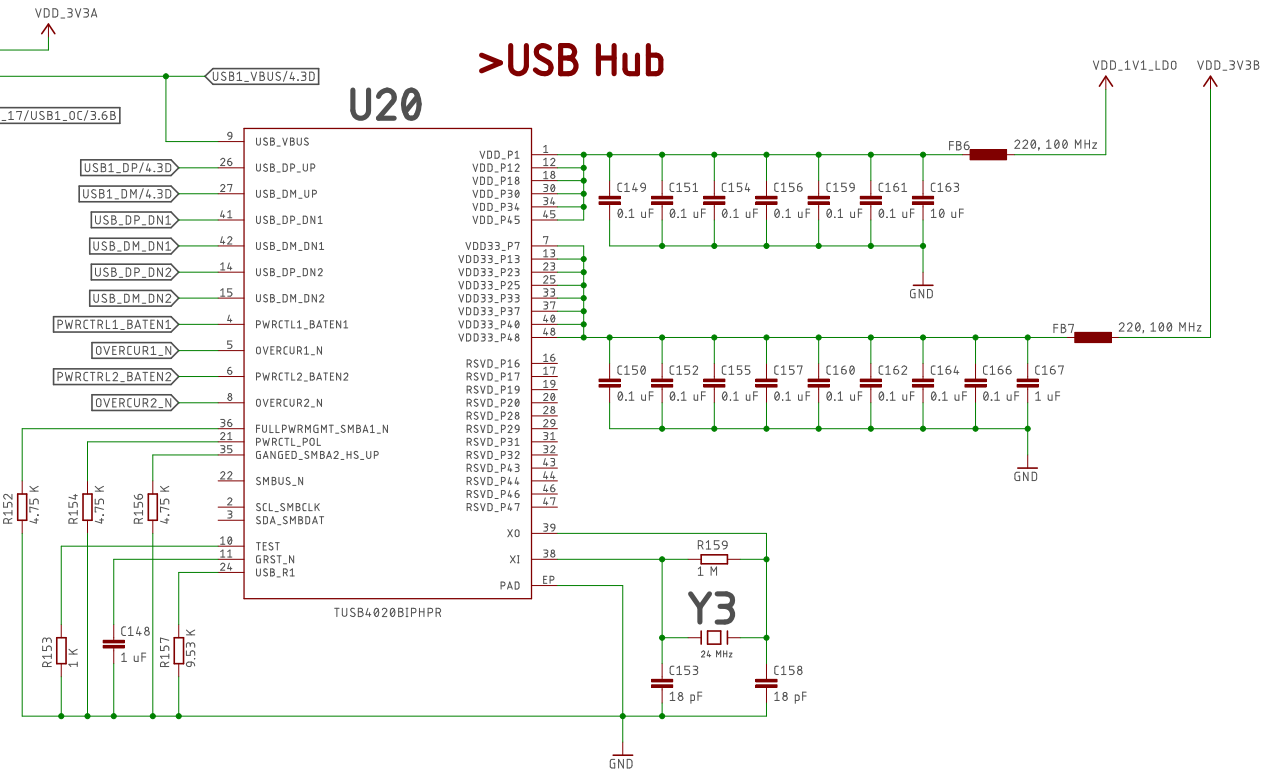 VDD_3V3A
>USB Hub
VDD_1V1_LDO
VDD_3V3B
USB1_VBUS/4.3D
_17/USB1_OC/3.6B
U20
9 USB_VBUS
USB1_DP/4.3D 26 USB_DP_UP
USB1_DM/4.3D 27 USB_DM_UP
USB_DP_DN1 41 USB_DP_DN1
USB_DM_DN1 42 USB_DM_DN1
USB_DP_DN2 14 USB_DP_DN2
USB_DM_DN2 15 USB_DM_DN2
PWRCTRL1_BATEN1 4 PWRCTL1_BATEN1
OVERCUR1_N 5 OVERCUR1_N
PWRCTRL2_BATEN2 6 PWRCTL2_BATEN2
OVERCUR2_N 8 OVERCUR2_N
36 FULLPWRMGMT_SMBA1_N
21 PWRCTL_POL
35 GANGED_SMBA2_HS_UP
22 SMBUS_N
2 SCL_SMBCLK
3 SDA_SMBDAT
10 TEST
11 GRST_N
24 USB_R1
VDD_P1 1
VDD_P12 12
VDD_P18 18
VDD_P30 30
VDD_P34 34
VDD_P45 45
VDD33_P7 7
VDD33_P13 13
VDD33_P23 23
VDD33_P25 25
VDD33_P33 33
VDD33_P37 37
VDD33_P40 40
VDD33_P48 48
RSVD_P16 16
RSVD_P17 17
RSVD_P19 19
RSVD_P20 20
RSVD_P28 28
RSVD_P29 29
RSVD_P31 31
RSVD_P32 32
RSVD_P43 43
RSVD_P44 44
RSVD_P46 46
RSVD_P47 47
XO 39
XI 38
PAD EP
TUSB4020BIPHPR
FB6 220, 100 MHz
C149 C151 C154 C156 C159 C161 C163
0.1 uF 0.1 uF 0.1 uF 0.1 uF 0.1 uF 0.1 uF 10 uF
GND
FB7 220, 100 MHz
C150 C152 C155 C157 C160 C162 C164 C166 C167
0.1 uF 0.1 uF 0.1 uF 0.1 uF 0.1 uF 0.1 uF 0.1 uF 0.1 uF 1 uF
GND
R152 4.75 K
R154 4.75 K
R156 4.75 K
R153 1 K
C148
1 uF
R157 9.53 K
R159
1 M
Y3
24 MHz
C153
18 pF
C158
18 pF
GND